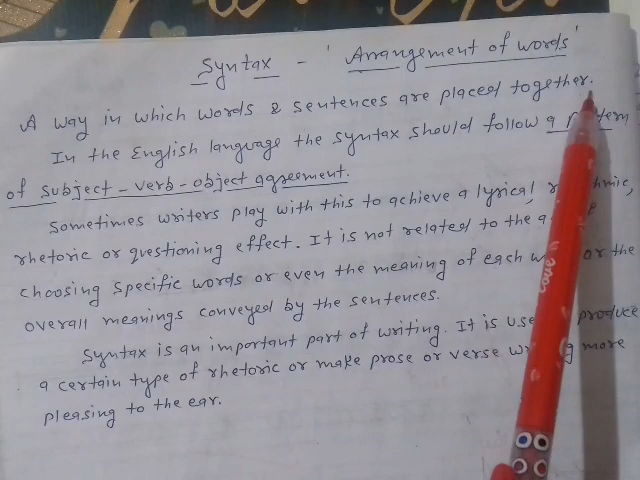 Syntax - 'Arrangement of words'
A way in which words & sentences are placed together.
In the English language the syntax should follow a
of subject-verb-object agreement.
Sometimes writers play with this to achieve a lyrical,
rhetoric or questioning effect. It is not related to the
choosing specific words or even the meaning of each or the
overall meanings conveyed by the sentences.
Syntax is an important part of writing. It is produce
a certain type of rhetoric or make prose or verse more
pleasing to the ear.
Love